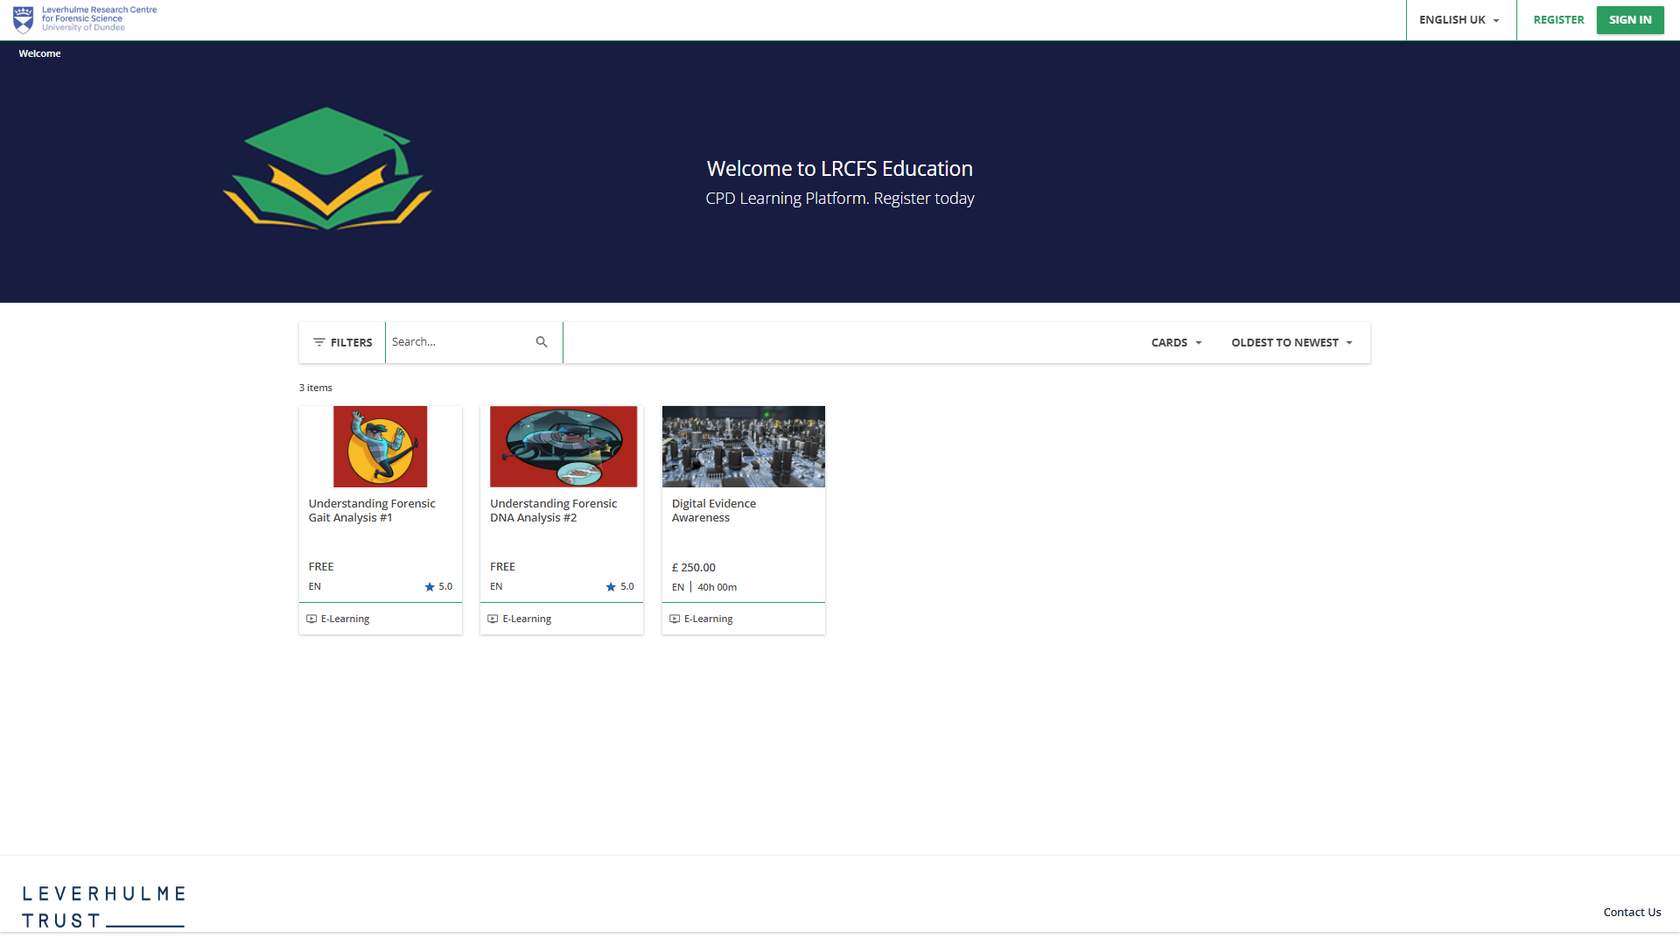 Leverhulme Research Centre
for Forensic Science
University of Dundee
ENGLISH UK
REGISTER
SIGN IN
Welcome
Welcome to LRCFS Education
CPD Learning Platform. Register today
FILTERS
Search...
CARDS
OLDEST TO NEWEST
3 items
Understanding Forensic
Gait Analysis #1
FREE
EN
5.0
E-Learning
Understanding Forensic
DNA Analysis #2
FREE
EN
5.0
E-Learning
Digital Evidence
Awareness
£ 250.00
EN | 40h 00m
E-Learning
LEVERHULME
TRUST
Contact Us